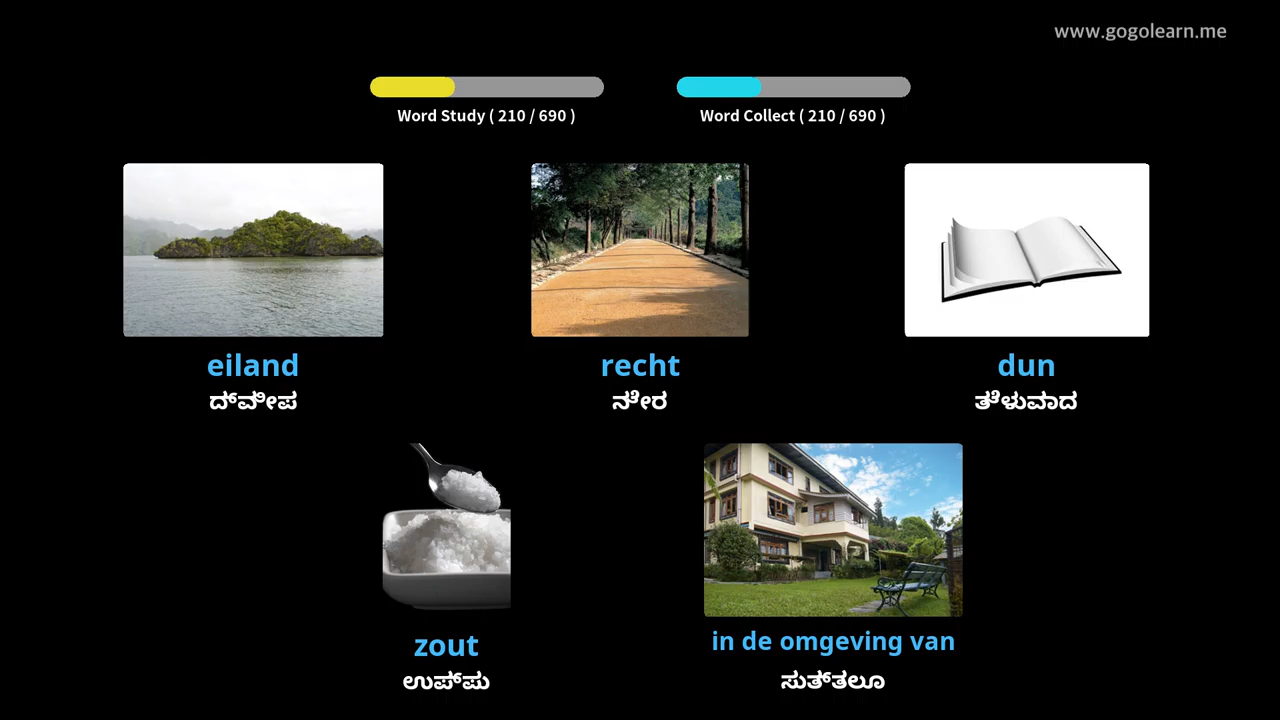 www.gogolearn.me
Word Study ( 210 / 690 )
Word Collect ( 210 / 690 )
eiland
recht
dun
ದ್ವೀಪ
ನೇರ
ತೆಳುವಾದ
zout
in de omgeving van
ಉಪ್ಪು
ಸುತ್ತಲೂ